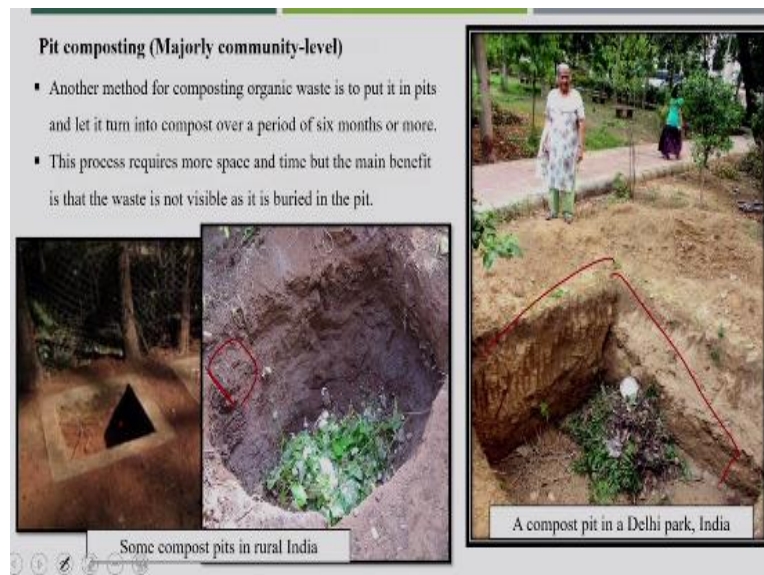 Pit composting (Majorly community-level)
▪ Another method for composting organic waste is to put it in pits
and let it turn into compost over a period of six months or more.
▪ This process requires more space and time but the main benefit
is that the waste is not visible as it is buried in the pit.
Some compost pits in rural India
A compost pit in a Delhi park, India